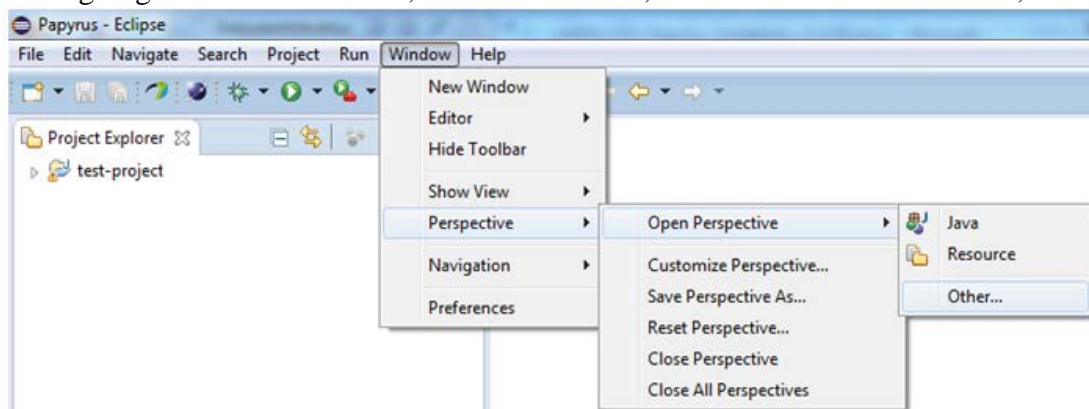 Papyrus - Eclipse
File Edit Navigate Search Project Run Window Help
Project Explorer
test-project
New Window
Editor
Hide Toolbar
Show View
Perspective
Navigation
Preferences
Open Perspective
Customize Perspective...
Save Perspective As...
Reset Perspective...
Close Perspective
Close All Perspectives
Java
Resource
Other...